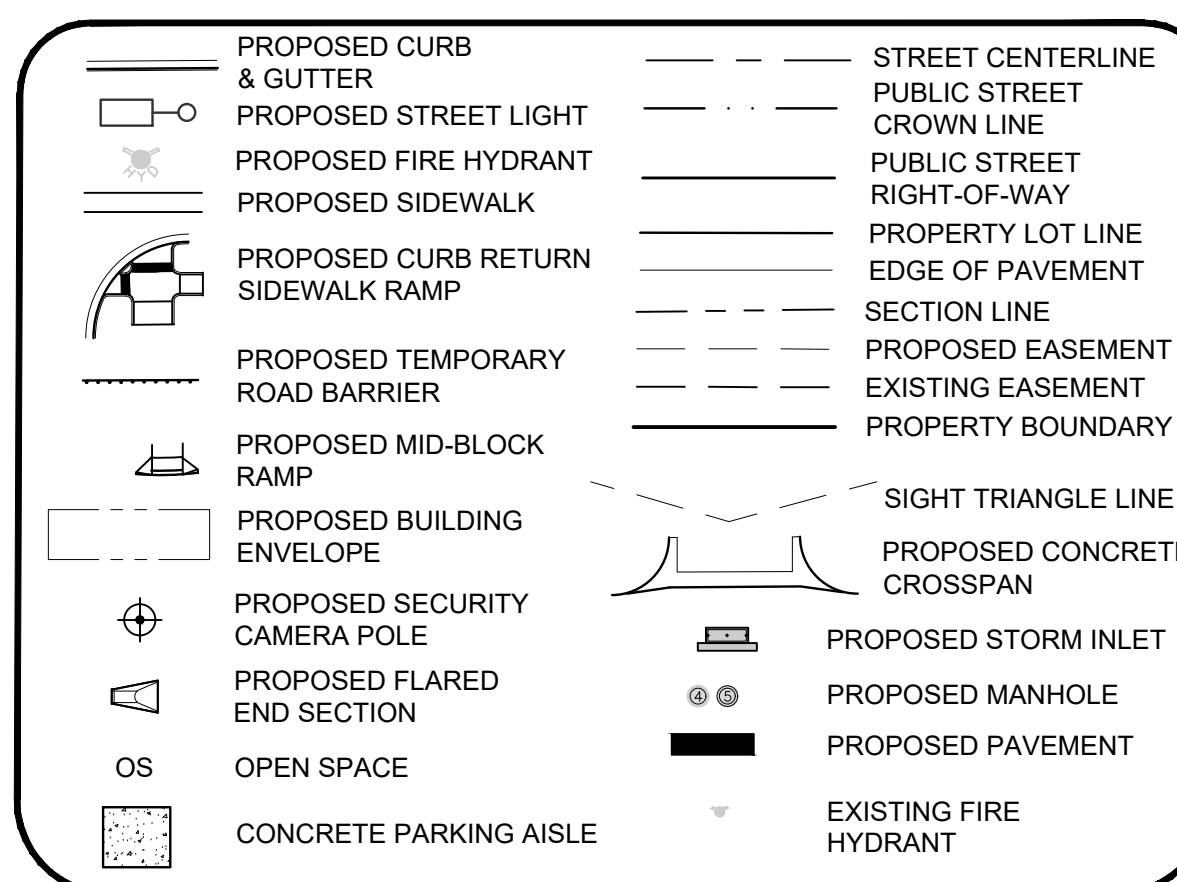 PROPOSED CURB
& GUTTER
PROPOSED STREET LIGHT
HYD
PROPOSED FIRE HYDRANT
PROPOSED SIDEWALK
PROPOSED CURB RETURN
SIDEWALK RAMP
PROPOSED TEMPORARY
ROAD BARRIER
PROPOSED MID-BLOCK
RAMP
PROPOSED BUILDING
ENVELOPE
PROPOSED SECURITY
CAMERA POLE
PROPOSED FLARED
END SECTION
OS OPEN SPACE
CONCRETE PARKING AISLE
STREET CENTERLINE
PUBLIC STREET
CROWN LINE
PUBLIC STREET
RIGHT-OF-WAY
PROPERTY LOT LINE
EDGE OF PAVEMENT
SECTION LINE
PROPOSED EASEMENT
EXISTING EASEMENT
PROPERTY BOUNDARY
SIGHT TRIANGLE LINE
PROPOSED CONCRET
CROSSPAN
PROPOSED STORM INLET
④ ⑤ PROPOSED MANHOLE
PROPOSED PAVEMENT
EXISTING FIRE
HYDRANT